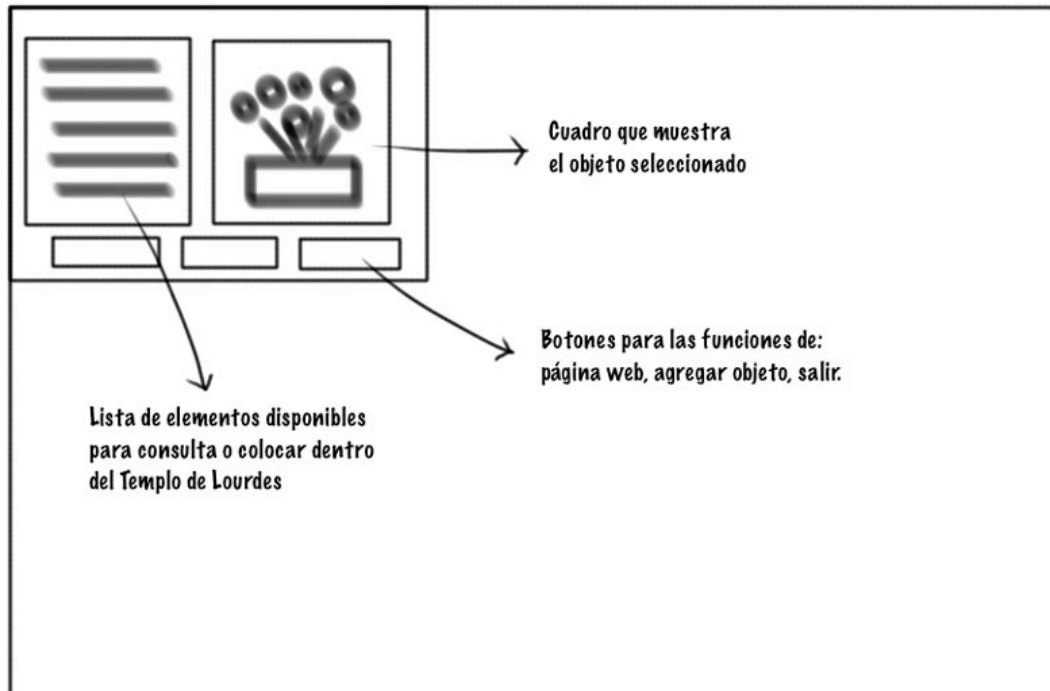 Cuadro que muestra
el objeto seleccionado
Botones para las funciones de:
página web, agregar objeto, salir.
Lista de elementos disponibles
para consulta o colocar dentro
del Templo de Lourdes